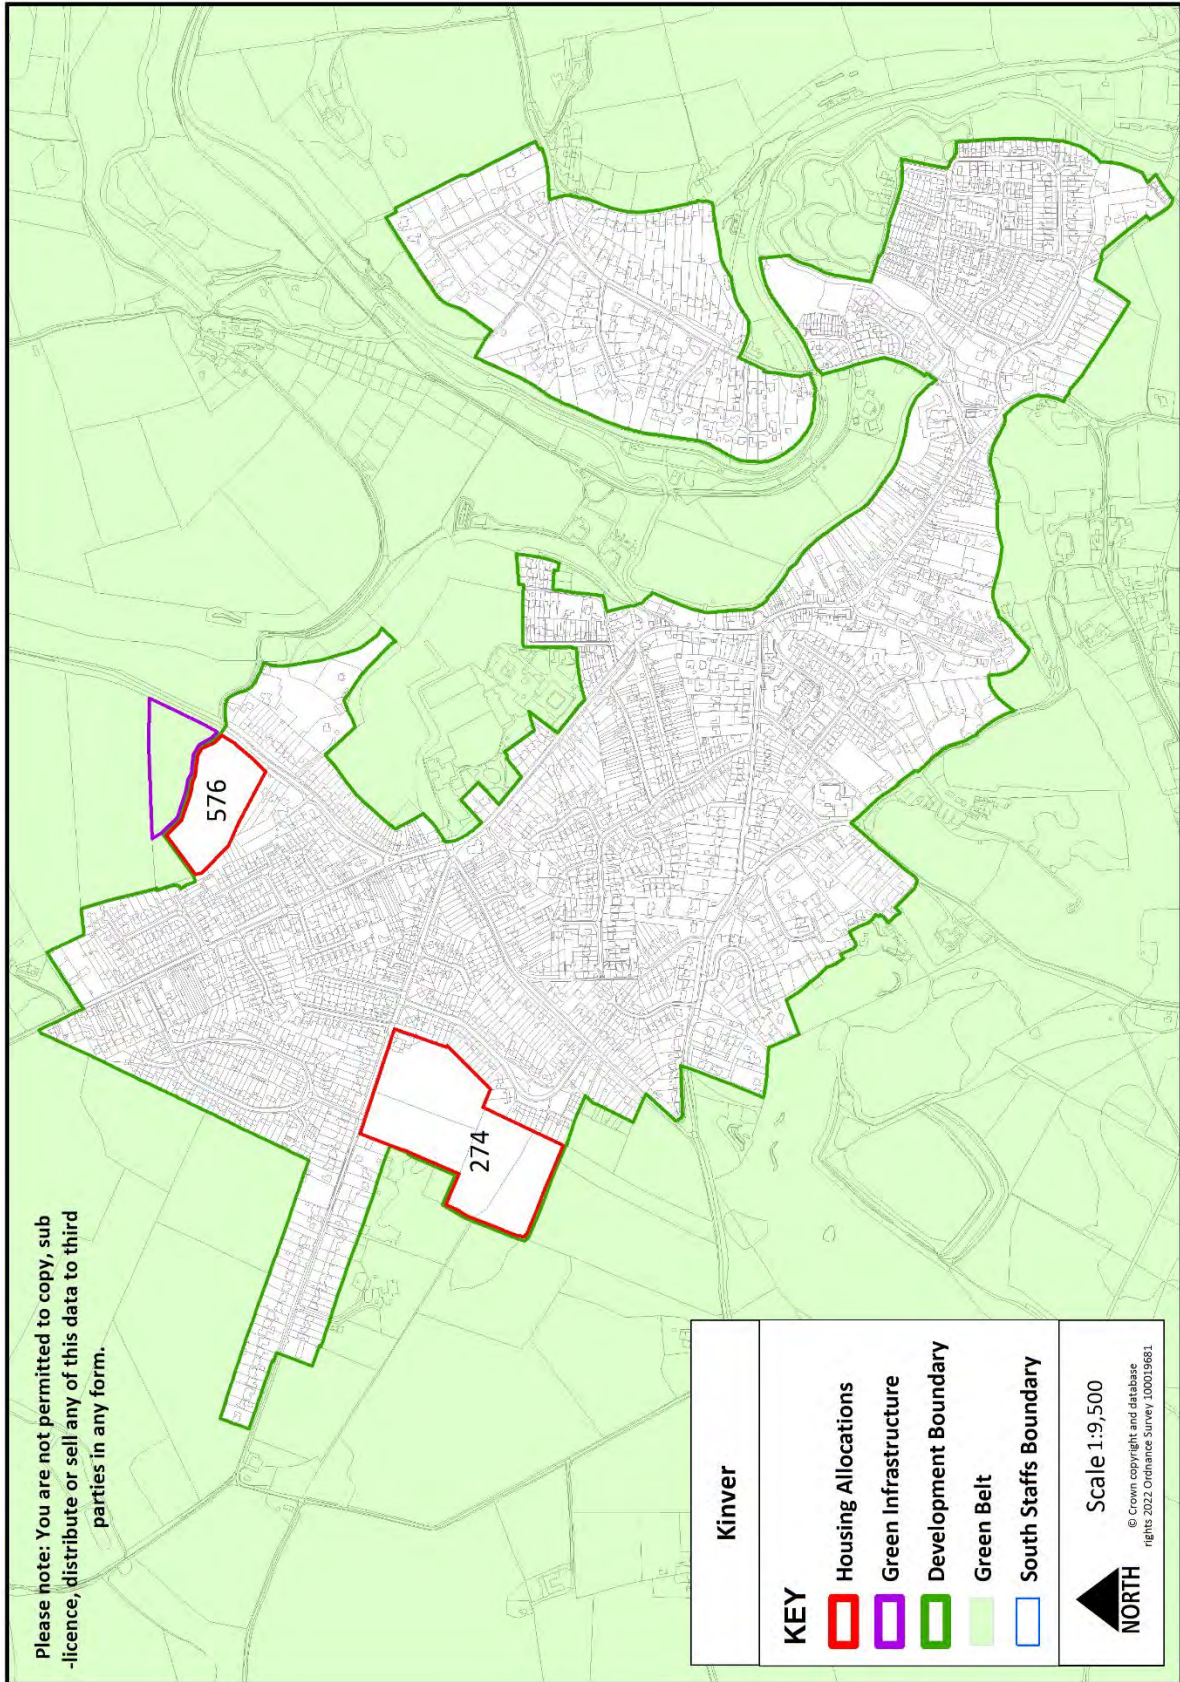 Please note: You are not permitted to copy, sub
-licence, distribute or sell any of this data to third
parties in any form.
576
274
Kinver
KEY
Housing Allocations
Green Infrastructure
Development Boundary
Green Belt
South Staffs Boundary
NORTH
Scale 1:9,500
© Crown copyright and database
rights 2022 Ordnance Survey 100019681